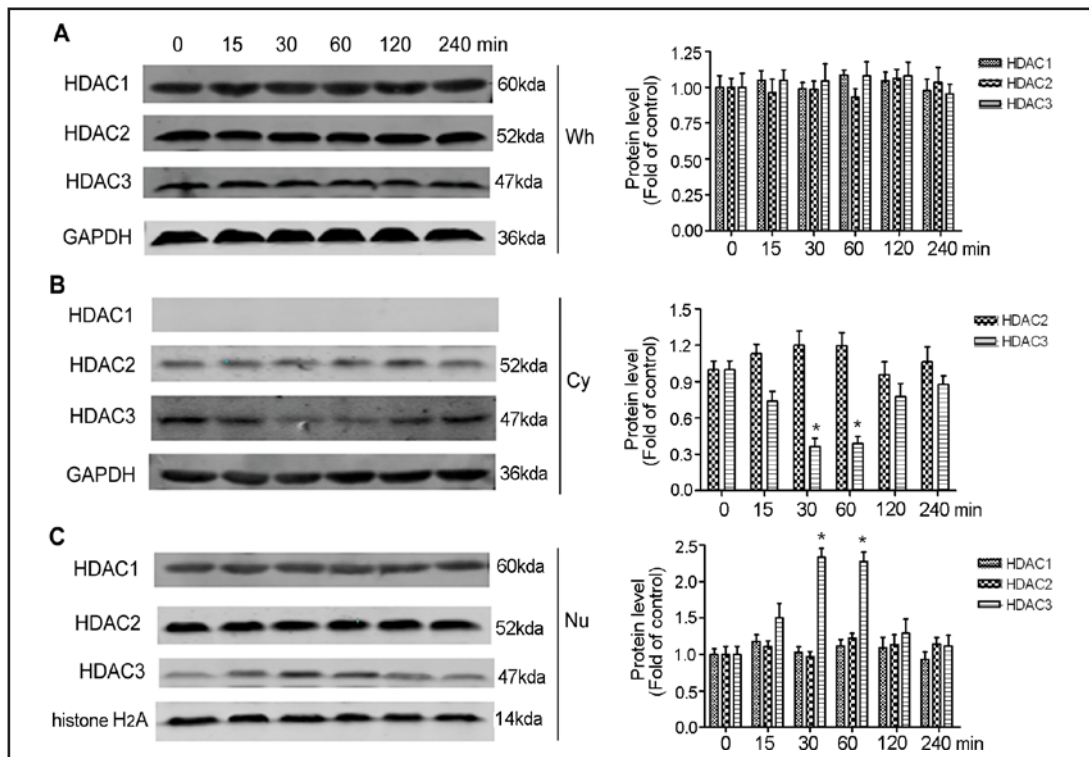 A
0 15 30 60 120 240 min
HDAC1 60kda
HDAC2 52kda
HDAC3 47kda
GAPDH 36kda
Wh
Protein level
(Fold of control)
1.25
1.00
0.75
0.50
0.25
0.00
0 15 30 60 120 240 min
HDAC1
HDAC2
HDAC3
B
HDAC1
HDAC2 52kda
HDAC3 47kda
GAPDH 36kda
Cy
Protein level
(Fold of control)
1.5
1.2
0.9
0.6
0.3
0.0
* *
0 15 30 60 120 240 min
HDAC2
HDAC3
C
HDAC1 60kda
HDAC2 52kda
HDAC3 47kda
histone H2A 14kda
Nu
Protein level
(Fold of control)
2.5
2.0
1.5
1.0
0.5
0.0
* *
0 15 30 60 120 240 min
HDAC1
HDAC2
HDAC3